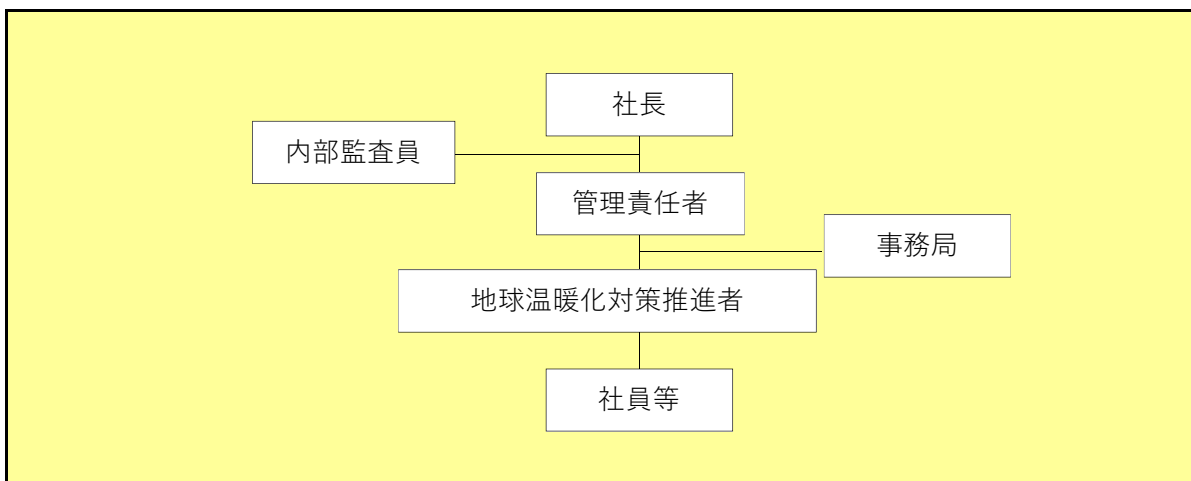 社長
内部監査員
管理責任者
事務局
地球温暖化対策推進者
社員等